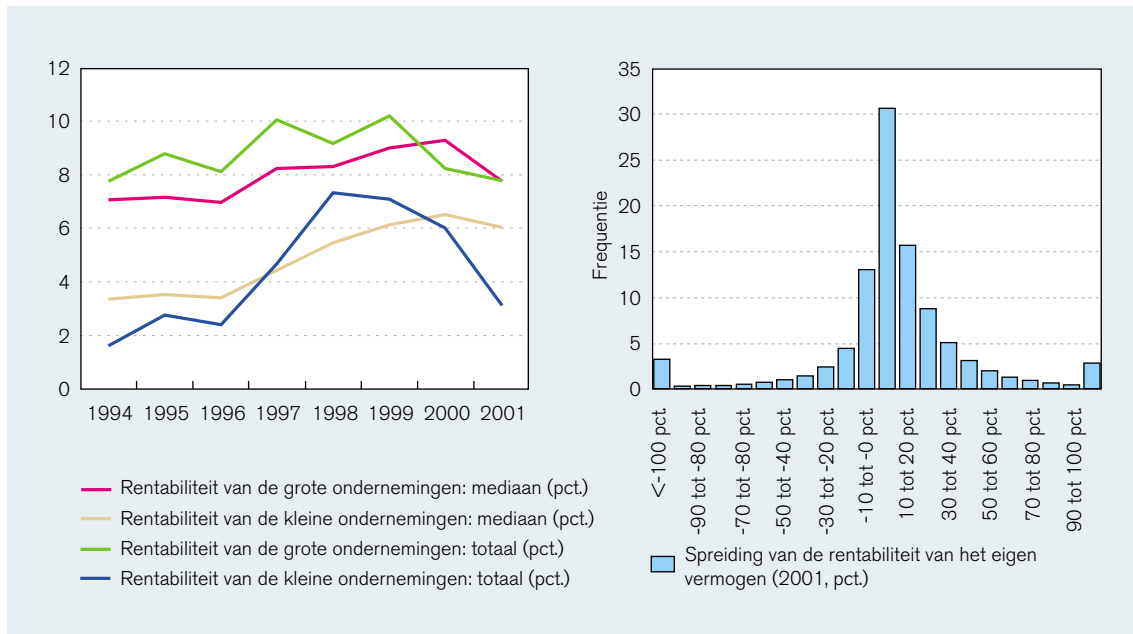 12
10
8
6
4
2
0
1994 1995 1996 1997 1998 1999 2000 2001
Rentabiliteit van de grote ondernemingen: mediaan (pct.)
Rentabiliteit van de kleine ondernemingen: mediaan (pct.)
Rentabiliteit van de grote ondernemingen: totaal (pct.)
Rentabiliteit van de kleine ondernemingen: totaal (pct.)
35
30
25
20
15
10
5
0
Frequentie
<-100 pct.
-90 tot -80 pct.
-70 tot -80 pct.
-50 tot -40 pct.
-30 tot -20 pct.
-10 tot -0 pct.
10 tot 20 pct.
30 tot 40 pct.
50 tot 60 pct.
70 tot 80 pct.
90 tot 100 pct.
Spreiding van de rentabiliteit van het eigen
vermogen (2001, pct.)